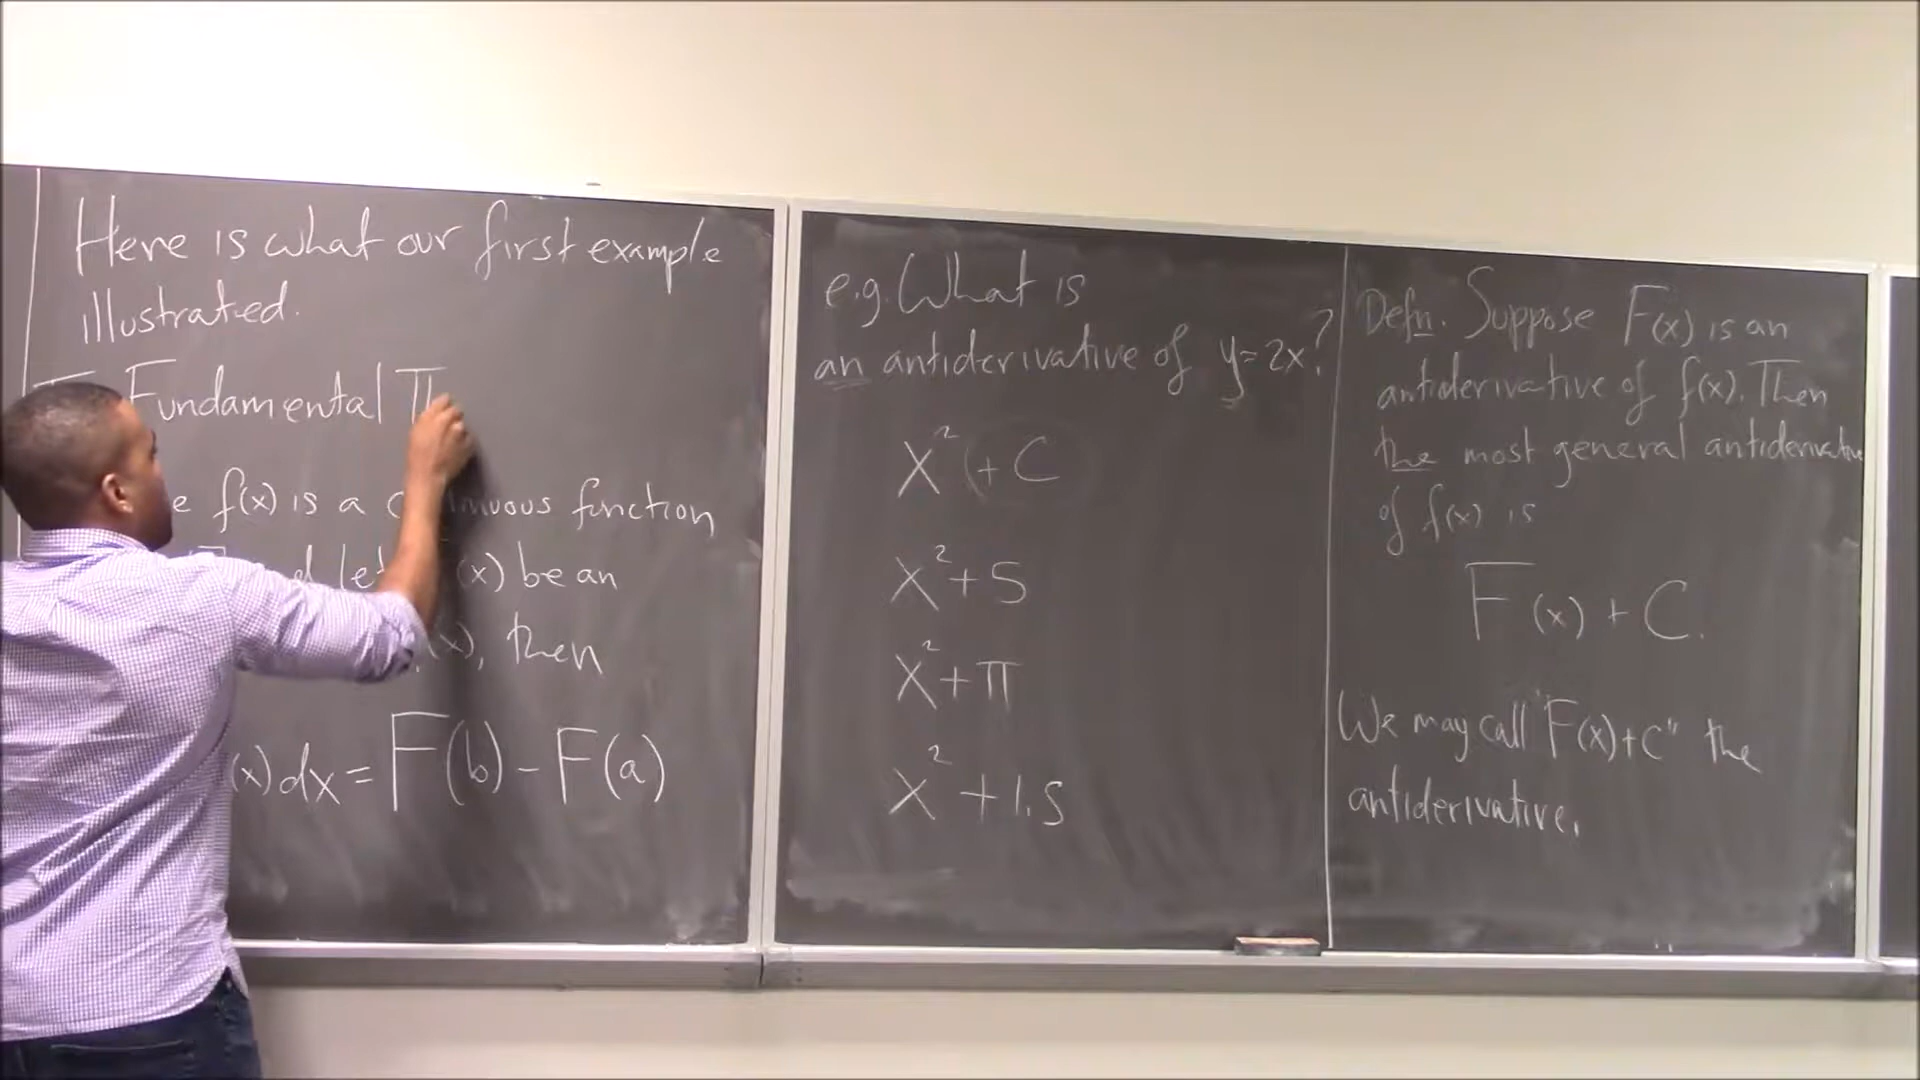 Here is what our first example
illustrated.
Fundamental Th
f(x) is a function
let (x) be an
(x), then
(x)dx = F(b) - F(a)
e.g. What is
an antiderivative of y=2x?
x² (+ C
x² + 5
x² + π
x² + 1.5
Defn. Suppose F(x) is an
antiderivative of f(x). Then
the most general antiderivative
of f(x) is
F(x) + C.
We may call "F(x)+C" the
antiderivative.